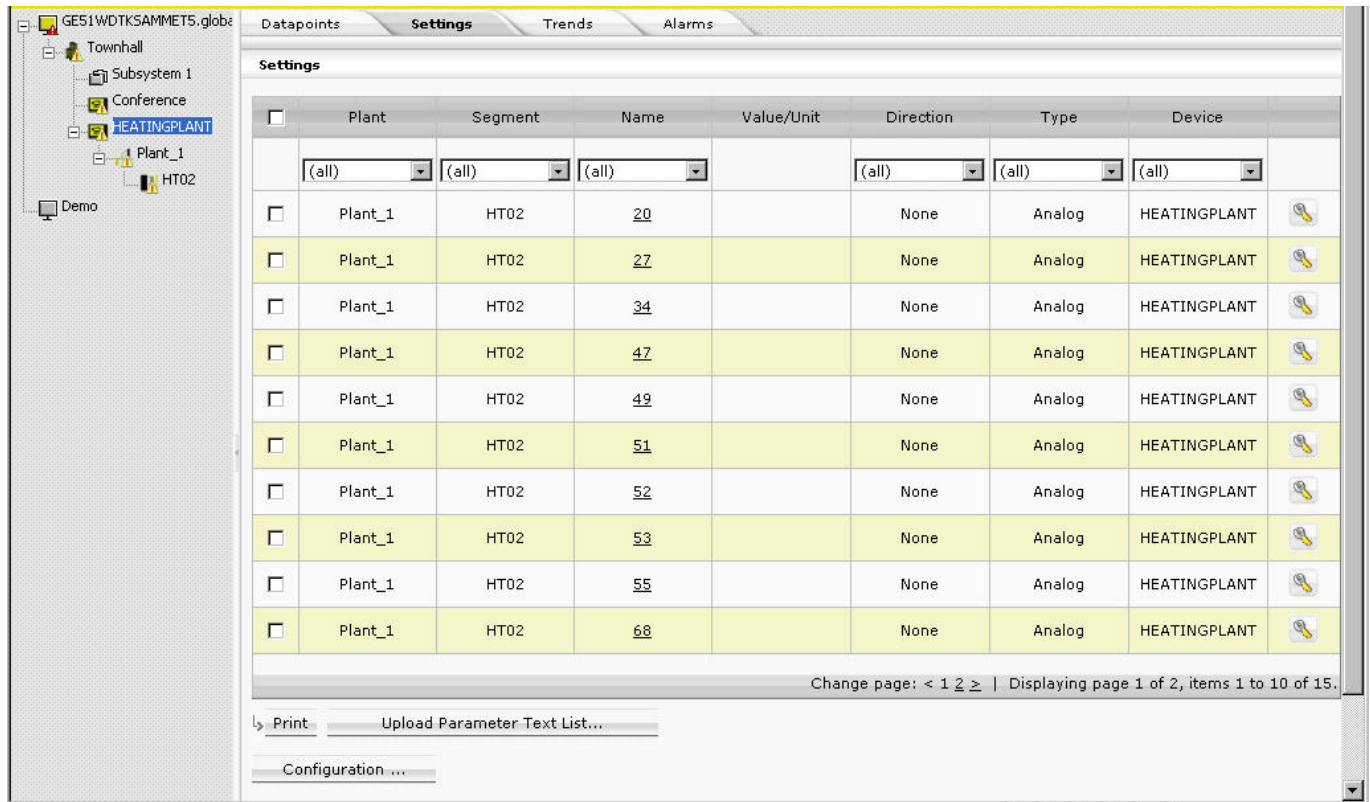 GE51WDTKSAMMET5.globa
Townhall
Subsystem 1
Conference
HEATINGPLANT
Plant_1
HT02
Demo
Datapoints Settings Trends Alarms
Settings
Plant Segment Name Value/Unit Direction Type Device
(all) (all) (all) (all) (all) (all)
Plant_1 HT02 20 None Analog HEATINGPLANT
Plant_1 HT02 27 None Analog HEATINGPLANT
Plant_1 HT02 34 None Analog HEATINGPLANT
Plant_1 HT02 47 None Analog HEATINGPLANT
Plant_1 HT02 49 None Analog HEATINGPLANT
Plant_1 HT02 51 None Analog HEATINGPLANT
Plant_1 HT02 52 None Analog HEATINGPLANT
Plant_1 HT02 53 None Analog HEATINGPLANT
Plant_1 HT02 55 None Analog HEATINGPLANT
Plant_1 HT02 68 None Analog HEATINGPLANT
Change page: < 1 2 > | Displaying page 1 of 2, items 1 to 10 of 15.
Print Upload Parameter Text List...
Configuration ...